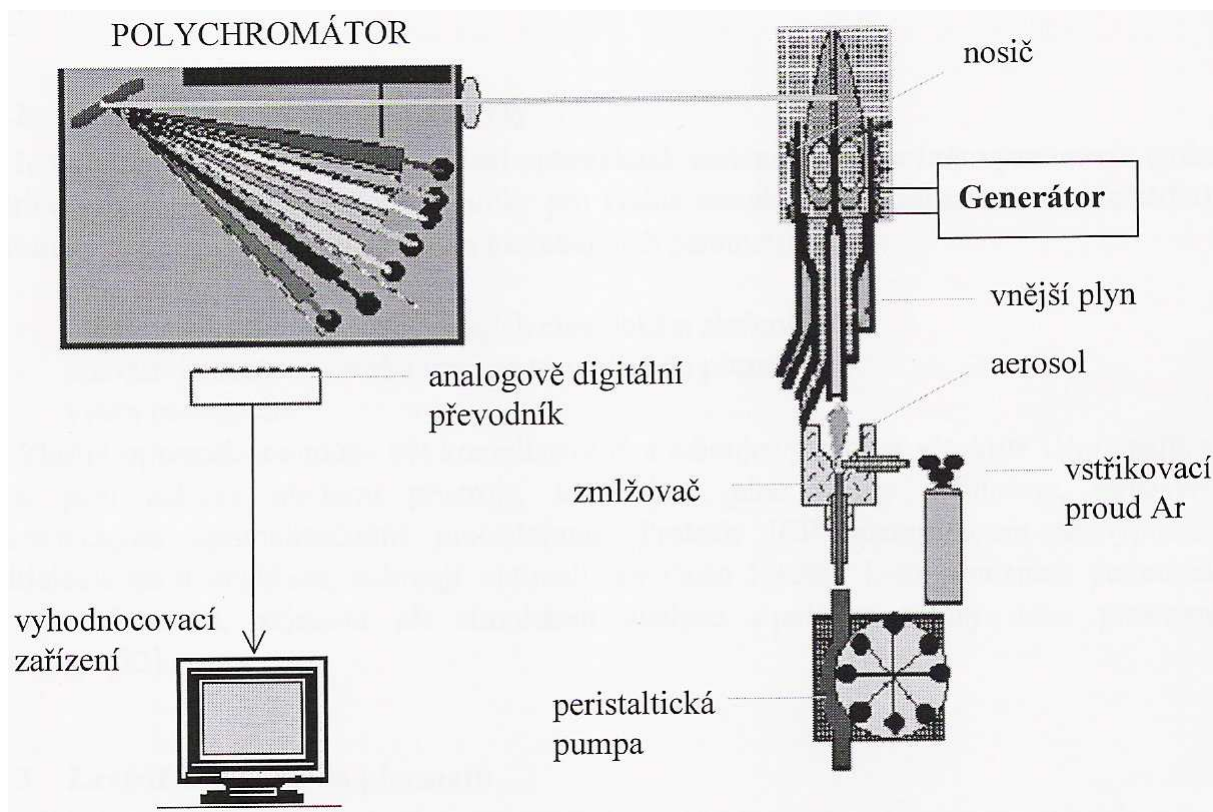 POLYCHROMÁTOR
nosič
Generátor
vnější plyn
analogově digitální
převodník
aerosol
zmlžovač
vstřikovací
proud Ar
vyhodnocovací
zařízení
peristaltická
pumpa